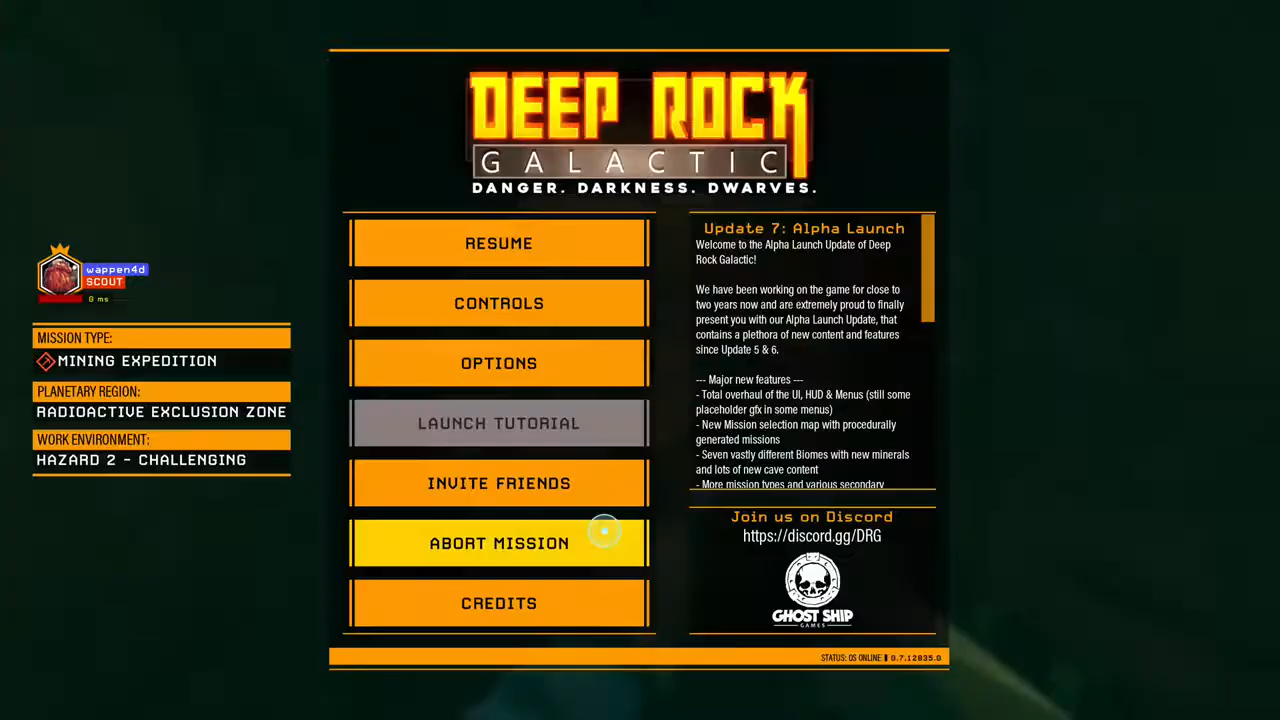 DEEP ROCK
GALACTIC
DANGER. DARKNESS. DWARVES.
wappen4d
SCOUT
0 ms
MISSION TYPE:
MINING EXPEDITION
PLANETARY REGION:
RADIOACTIVE EXCLUSION ZONE
WORK ENVIRONMENT:
HAZARD 2 - CHALLENGING
RESUME
CONTROLS
OPTIONS
LAUNCH TUTORIAL
INVITE FRIENDS
ABORT MISSION
CREDITS
Update 7: Alpha Launch
Welcome to the Alpha Launch Update of Deep
Rock Galactic!
We have been working on the game for close to
two years now and are extremely proud to finally
present you with our Alpha Launch Update, that
contains a plethora of new content and features
since Update 5 & 6.
--- Major new features ---
- Total overhaul of the UI, HUD & Menus (still some
placeholder gfx in some menus)
- New Mission selection map with procedurally
generated missions
- Seven vastly different Biomes with new minerals
and lots of new cave content
- More mission types and various secondary
Join us on Discord
https://discord.gg/DRG
GHOST SHIP
GAMES
STATUS: OS ONLINE 0.7.12835.0